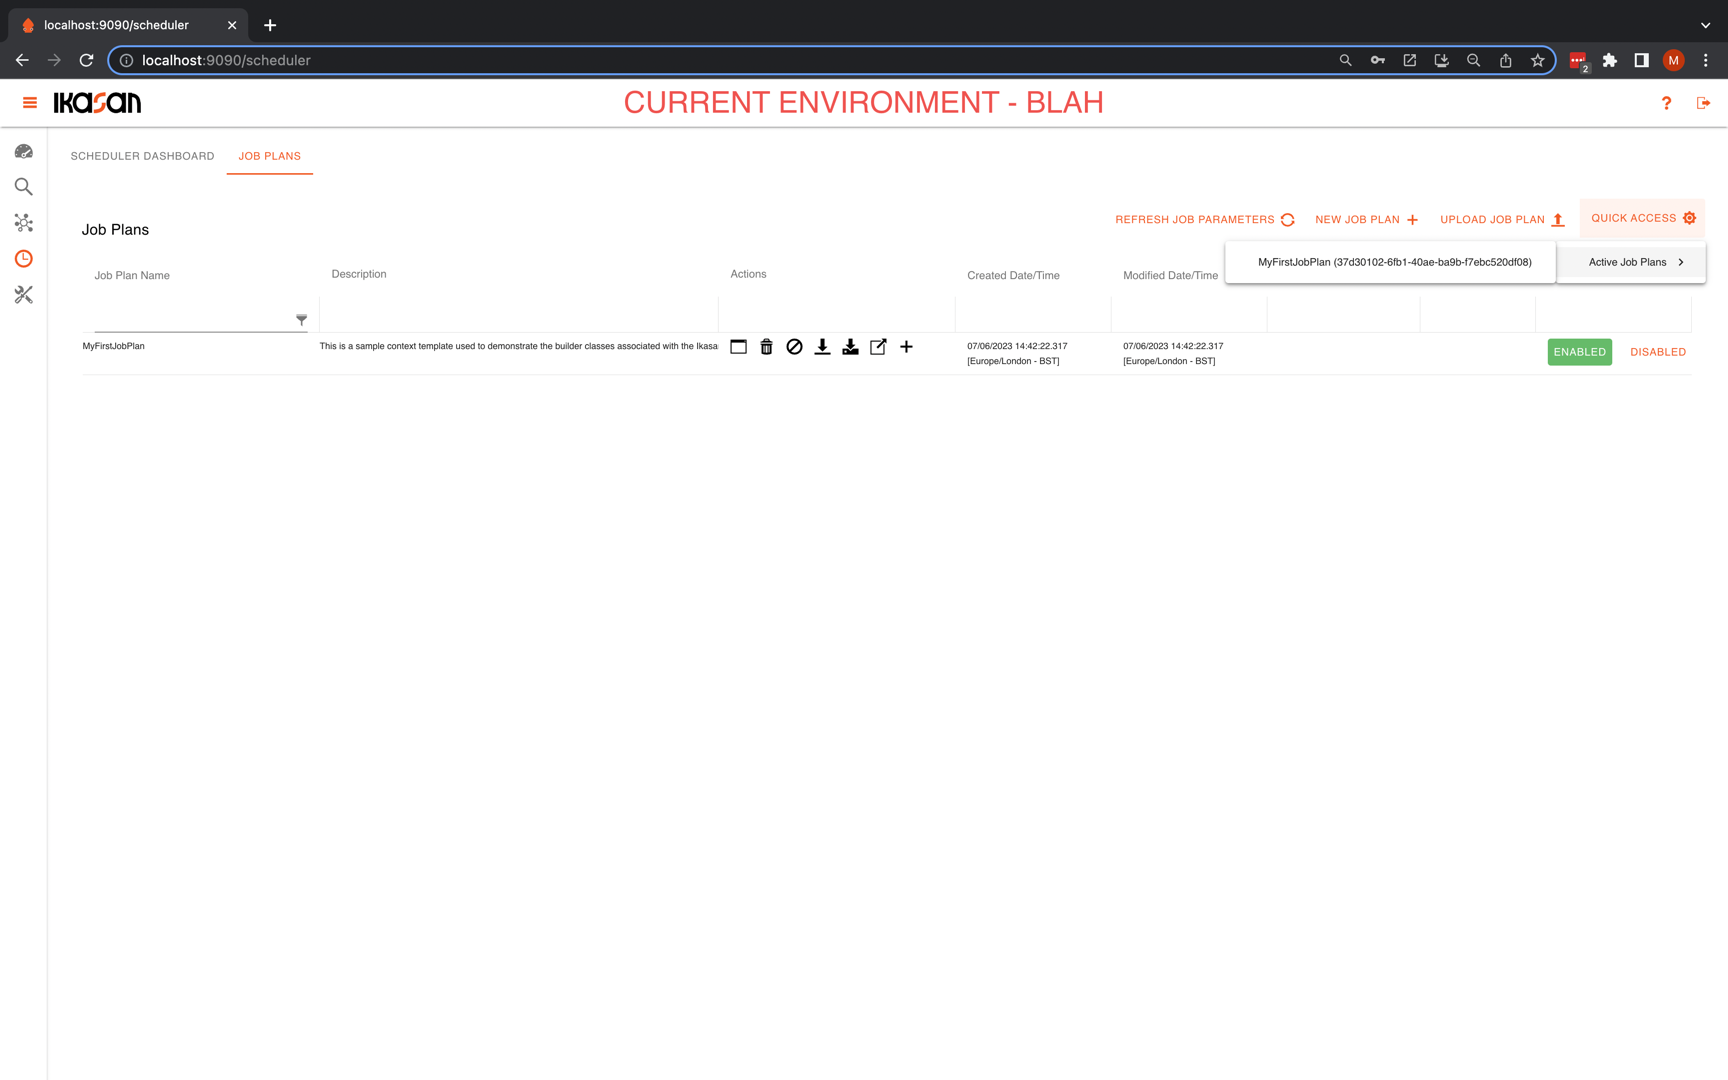 localhost:9090/scheduler
localhost:9090/scheduler
2
M
IKASAN
CURRENT ENVIRONMENT - BLAH
?
SCHEDULER DASHBOARD
JOB PLANS
Job Plans
REFRESH JOB PARAMETERS
NEW JOB PLAN
UPLOAD JOB PLAN
QUICK ACCESS
MyFirstJobPlan (37d30102-6fb1-40ae-ba9b-f7ebc520df08)
Active Job Plans
Job Plan Name
Description
Actions
Created Date/Time
Modified Date/Time
MyFirstJobPlan
This is a sample context template used to demonstrate the builder classes associated with the Ikasa
07/06/2023 14:42:22.317
[Europe/London - BST]
07/06/2023 14:42:22.317
[Europe/London - BST]
ENABLED
DISABLED